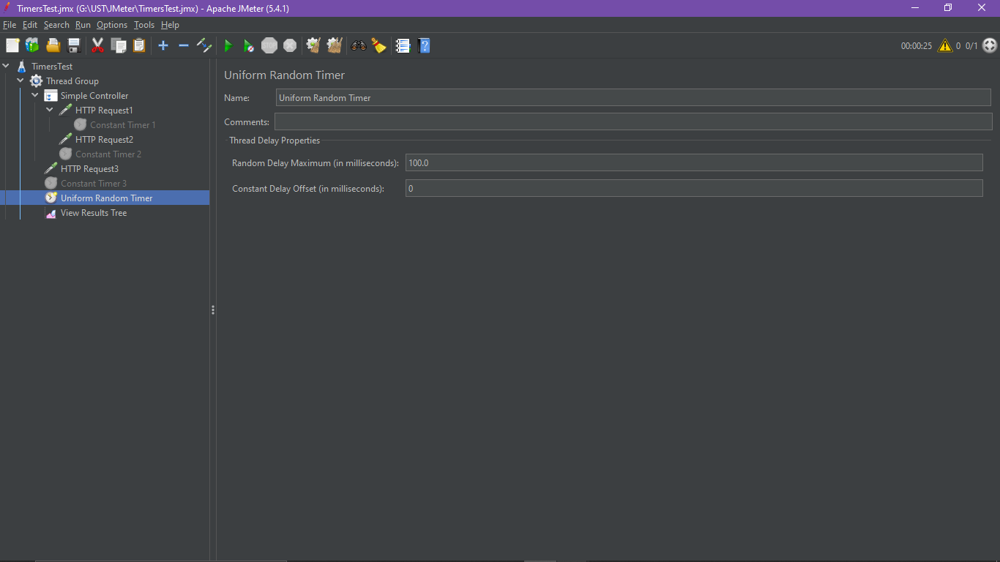 TimersTest.jmx (G:\UST\JMeter\TimersTest.jmx) - Apache JMeter (5.4.1)
File Edit Search Run Options Tools Help
STOP
00:00:25 0 0/1
TimersTest
Thread Group
Simple Controller
HTTP Request1
Constant Timer 1
HTTP Request2
Constant Timer 2
HTTP Request3
Constant Timer 3
Uniform Random Timer
View Results Tree
Uniform Random Timer
Name: Uniform Random Timer
Comments:
Thread Delay Properties
Random Delay Maximum (in milliseconds): 100.0
Constant Delay Offset (in milliseconds): 0